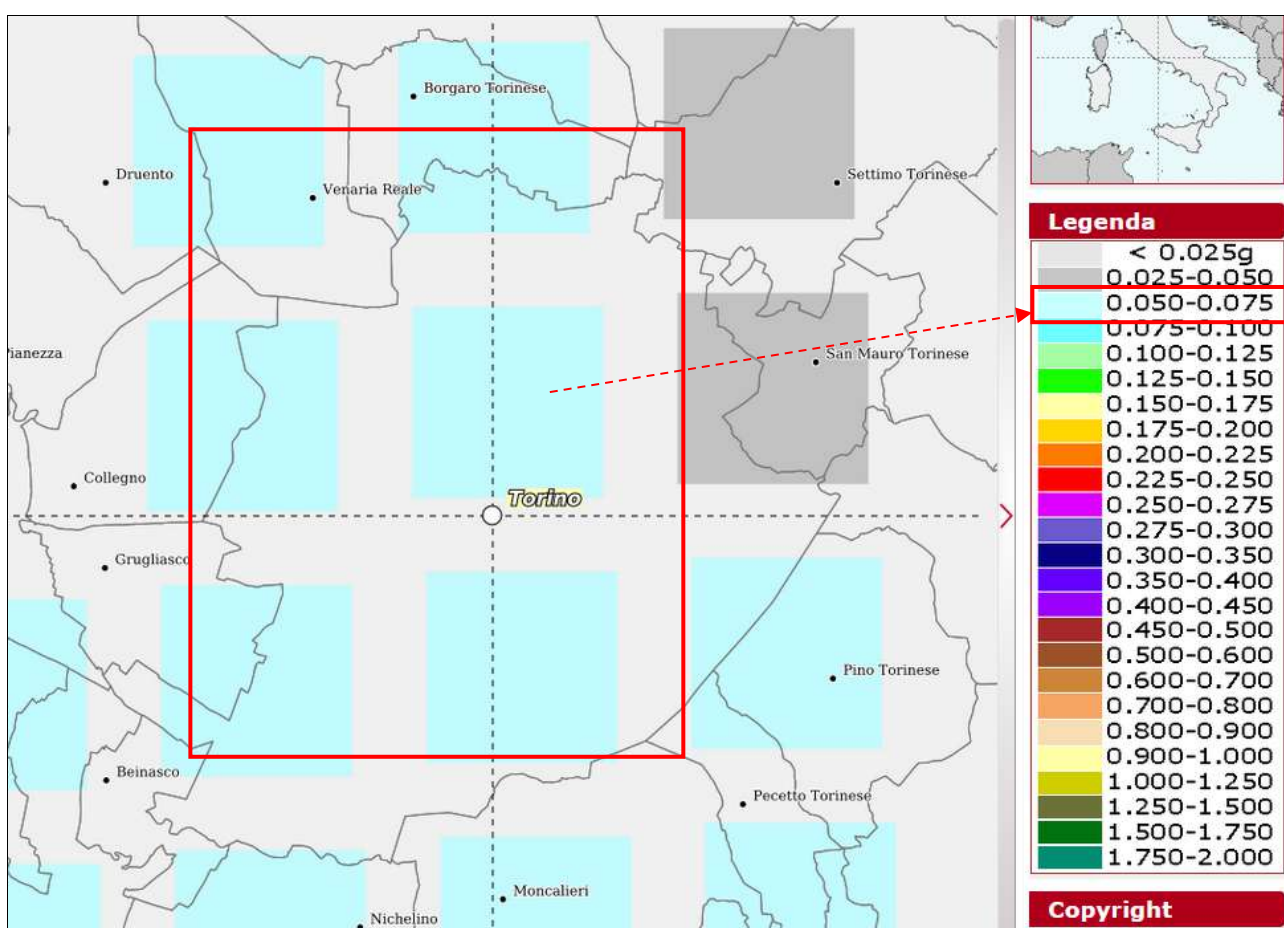 Borgaro Torinese
Druento
Venaria Reale
Settimo Torinese
ianezza
San Mauro Torinese
Collegno
Torino
Grugliasco
Pino Torinese
Beinasco
Pecetto Torinese
Moncalieri
Nichelino
Legenda
< 0.025g
0.025-0.050
0.050-0.075
0.075-0.100
0.100-0.125
0.125-0.150
0.150-0.175
0.175-0.200
0.200-0.225
0.225-0.250
0.250-0.275
0.275-0.300
0.300-0.350
0.350-0.400
0.400-0.450
0.450-0.500
0.500-0.600
0.600-0.700
0.700-0.800
0.800-0.900
0.900-1.000
1.000-1.250
1.250-1.500
1.500-1.750
1.750-2.000
Copyright